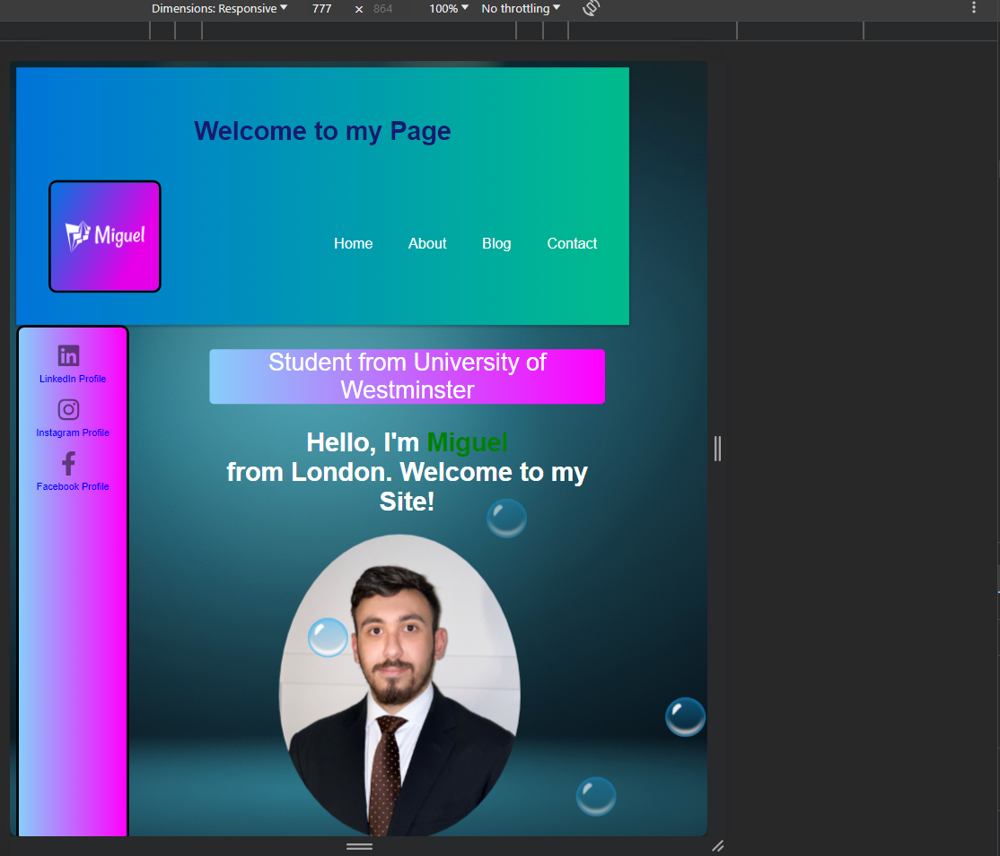 Dimensions: Responsive 777 × 864 100% No throttling
Welcome to my Page
Miguel
Home About Blog Contact
LinkedIn Profile
Instagram Profile
Facebook Profile
Student from University of
Westminster
Hello, I'm Miguel
from London. Welcome to my
Site!